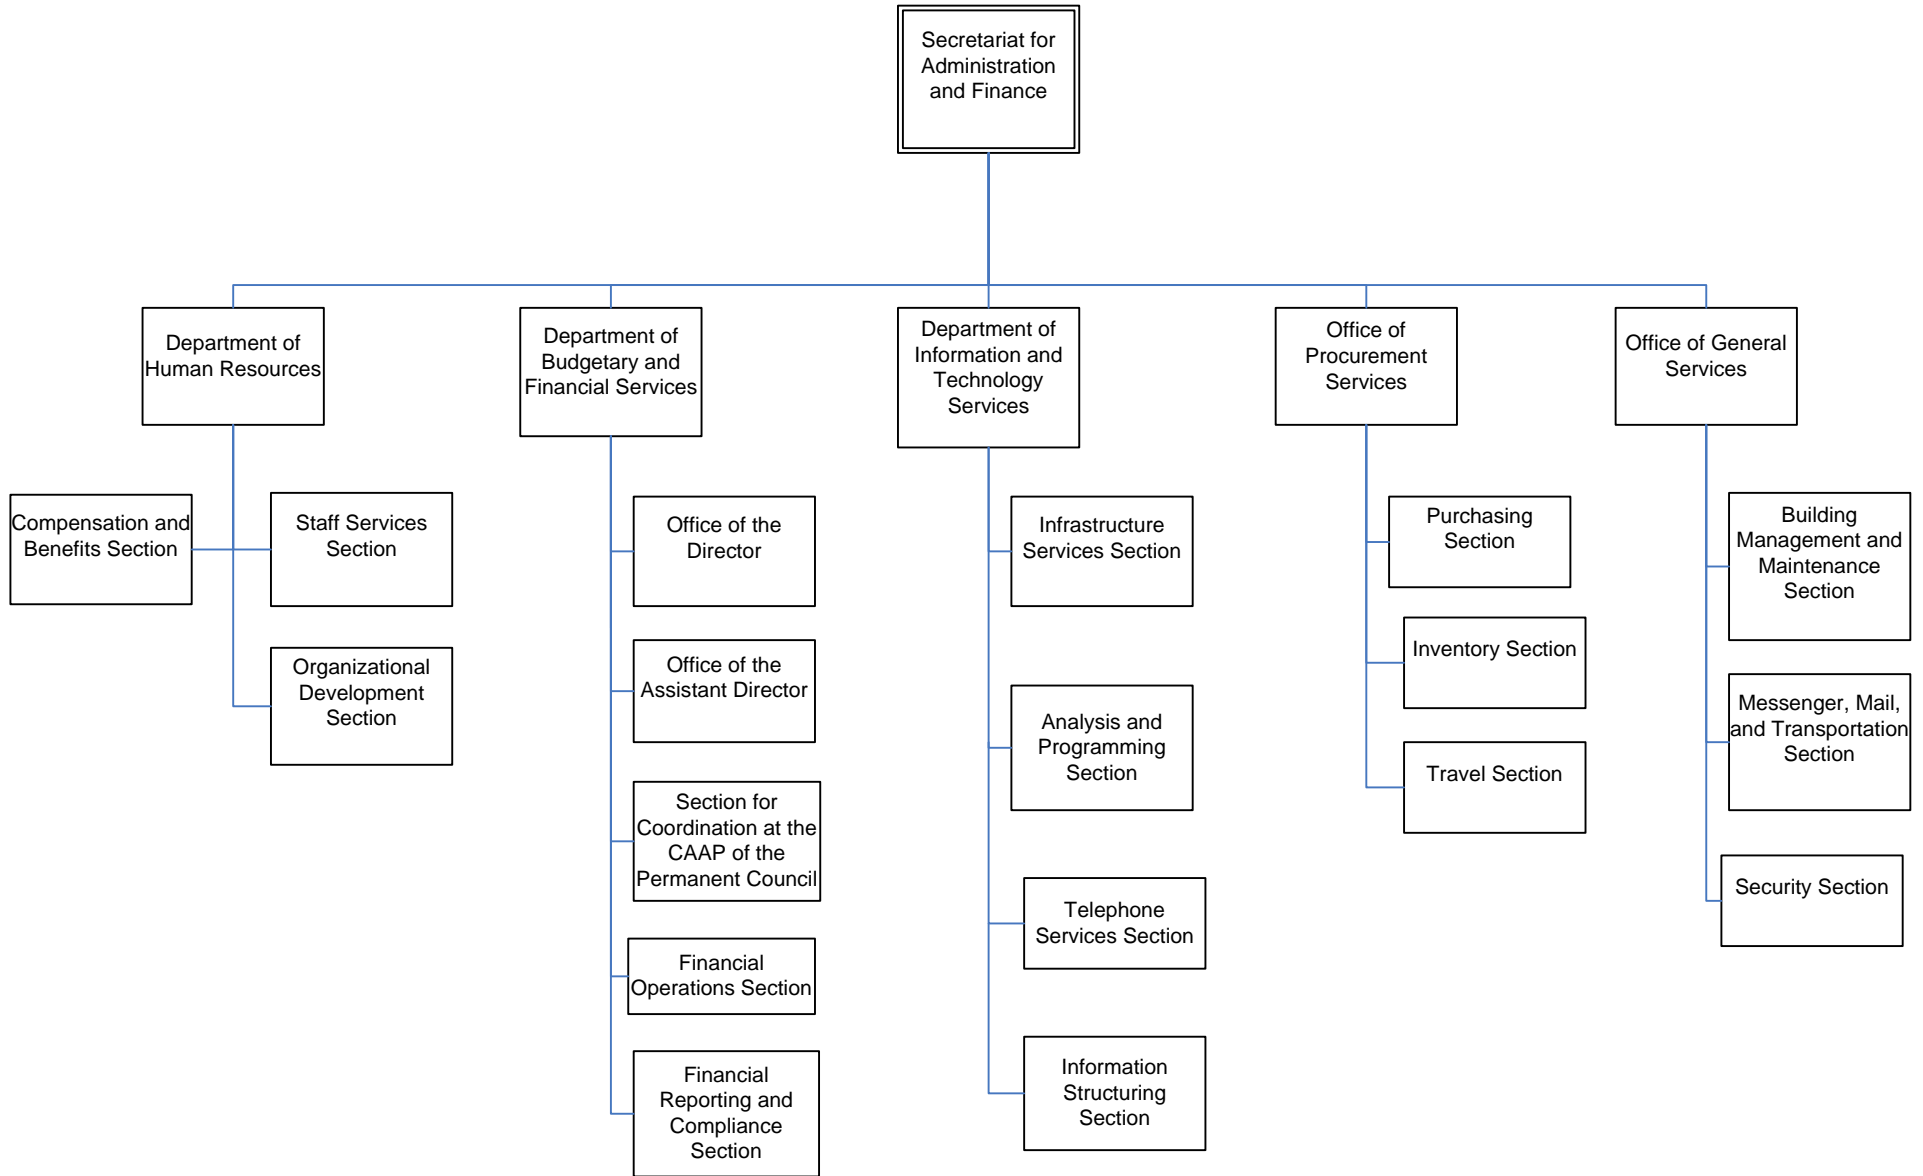 Secretariat for
Administration
and Finance
Department of
Human Resources
Department of
Budgetary and
Financial Services
Department of
Information and
Technology
Services
Office of
Procurement
Services
Office of General
Services
Compensation and
Benefits Section
Staff Services
Section
Organizational
Development
Section
Office of the
Director
Office of the
Assistant Director
Section for
Coordination at the
CAAP of the
Permanent Council
Financial
Operations Section
Financial
Reporting and
Compliance
Section
Infrastructure
Services Section
Analysis and
Programming
Section
Telephone
Services Section
Information
Structuring
Section
Purchasing
Section
Inventory Section
Travel Section
Building
Management and
Maintenance
Section
Messenger, Mail,
and Transportation
Section
Security Section